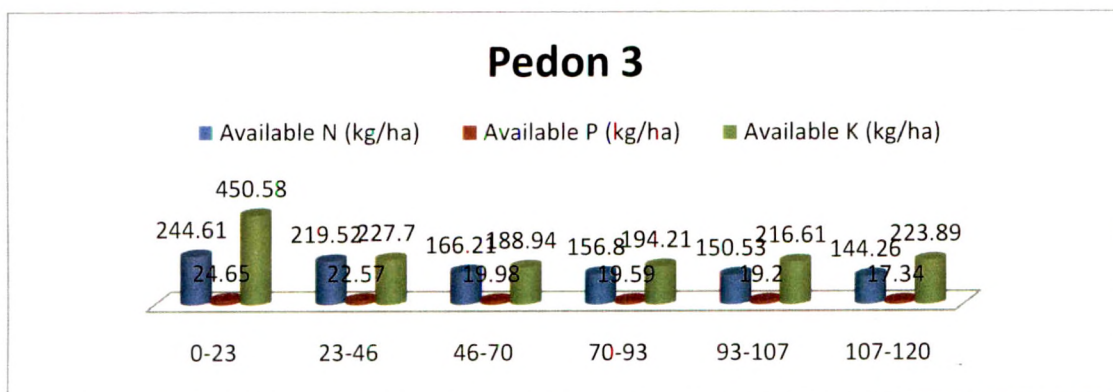 Pedon 3
Available N (kg/ha) Available P (kg/ha) Available K (kg/ha)
450.58
244.61 219.52 227.7 166.21 188.94 156.8 194.21 150.53 216.61 144.26 223.89
24.65 22.57 19.98 19.59 19.2 17.34
0-23 23-46 46-70 70-93 93-107 107-120